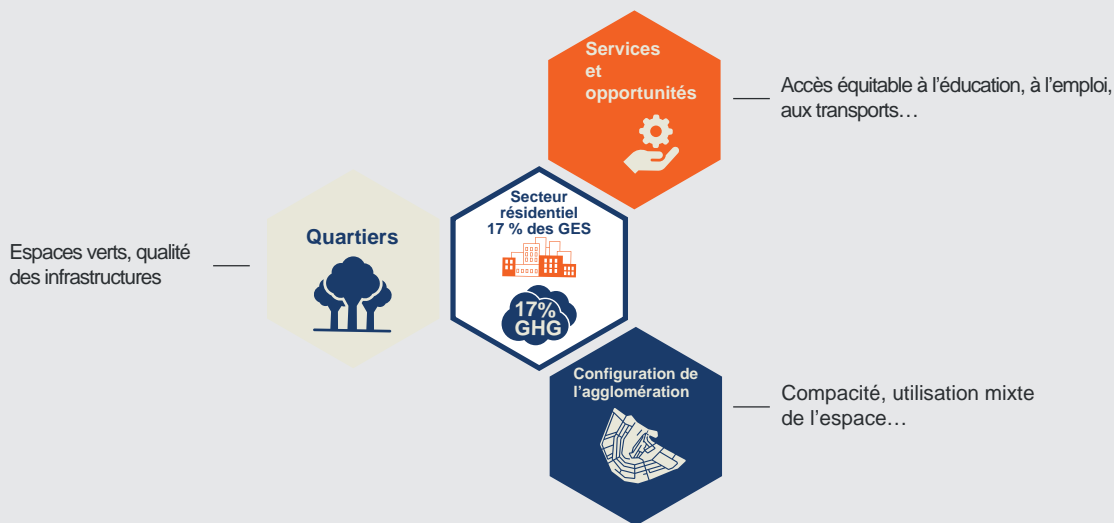 Services
et
opportunités
Accès équitable à l’éducation, à l’emploi,
aux transports…
Secteur
résidentiel
17 % des GES
17%
GHG
Quartiers
Espaces verts, qualité
des infrastructures
Configuration de
l’agglomération
Compacité, utilisation mixte
de l’espace…